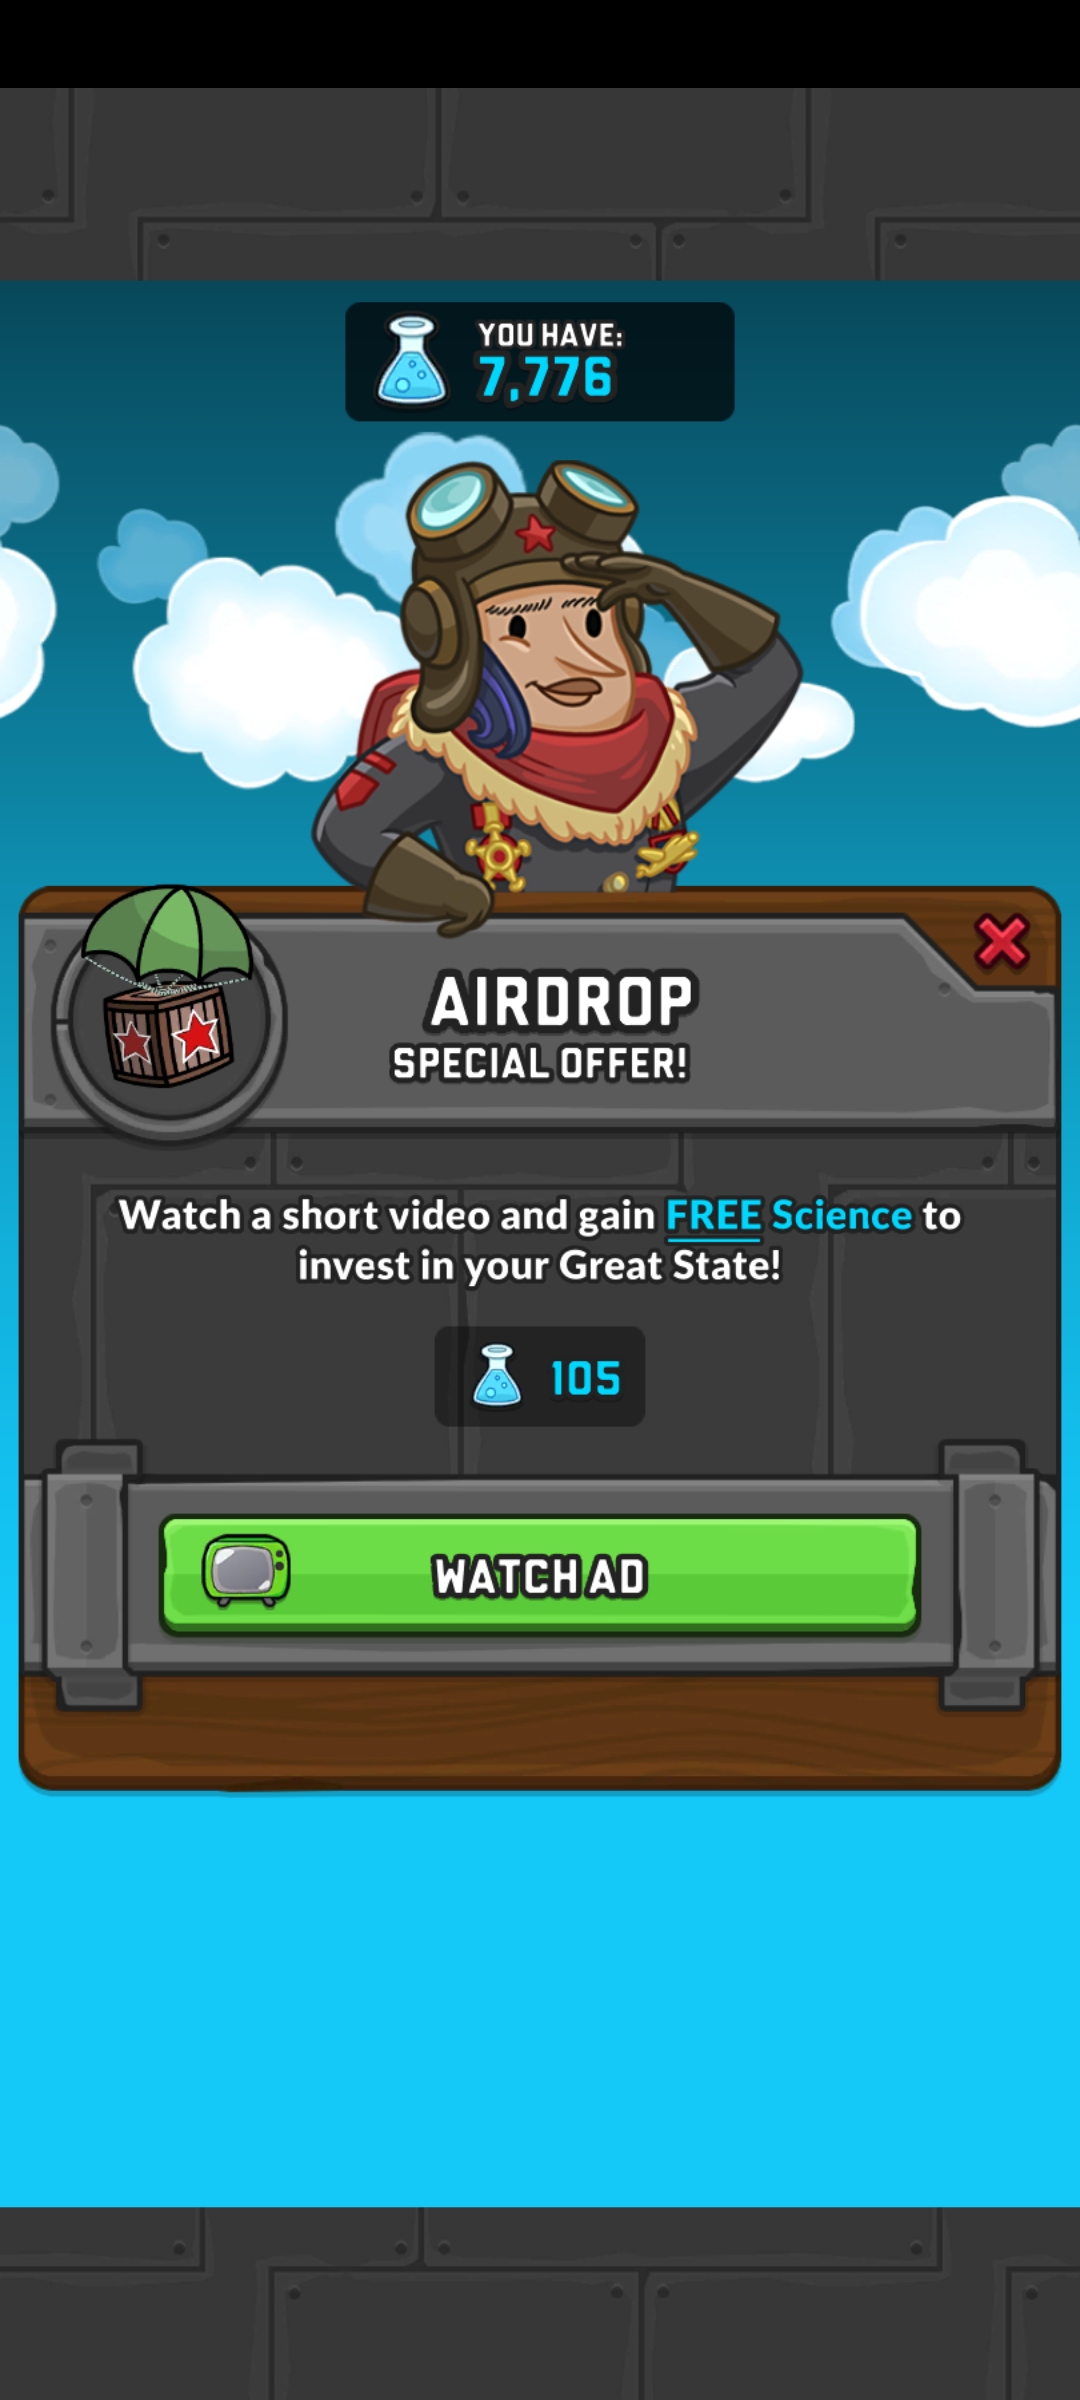 YOU HAVE:
7,776
AIRDROP
SPECIAL OFFER!
Watch a short video and gain FREE Science to
invest in your Great State!
105
WATCH AD